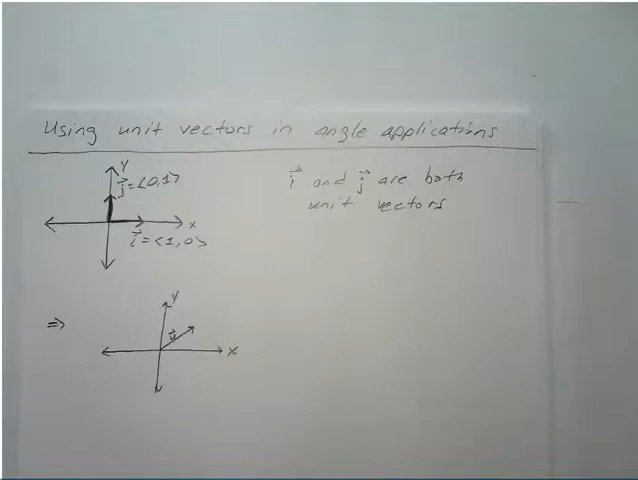 Using unit vectors in angle applications
Y
j⃗ = <0,1>
X
i⃗ = <1,0>
i⃗ and j⃗ are both
unit vectors
⇒
Y
u⃗
X